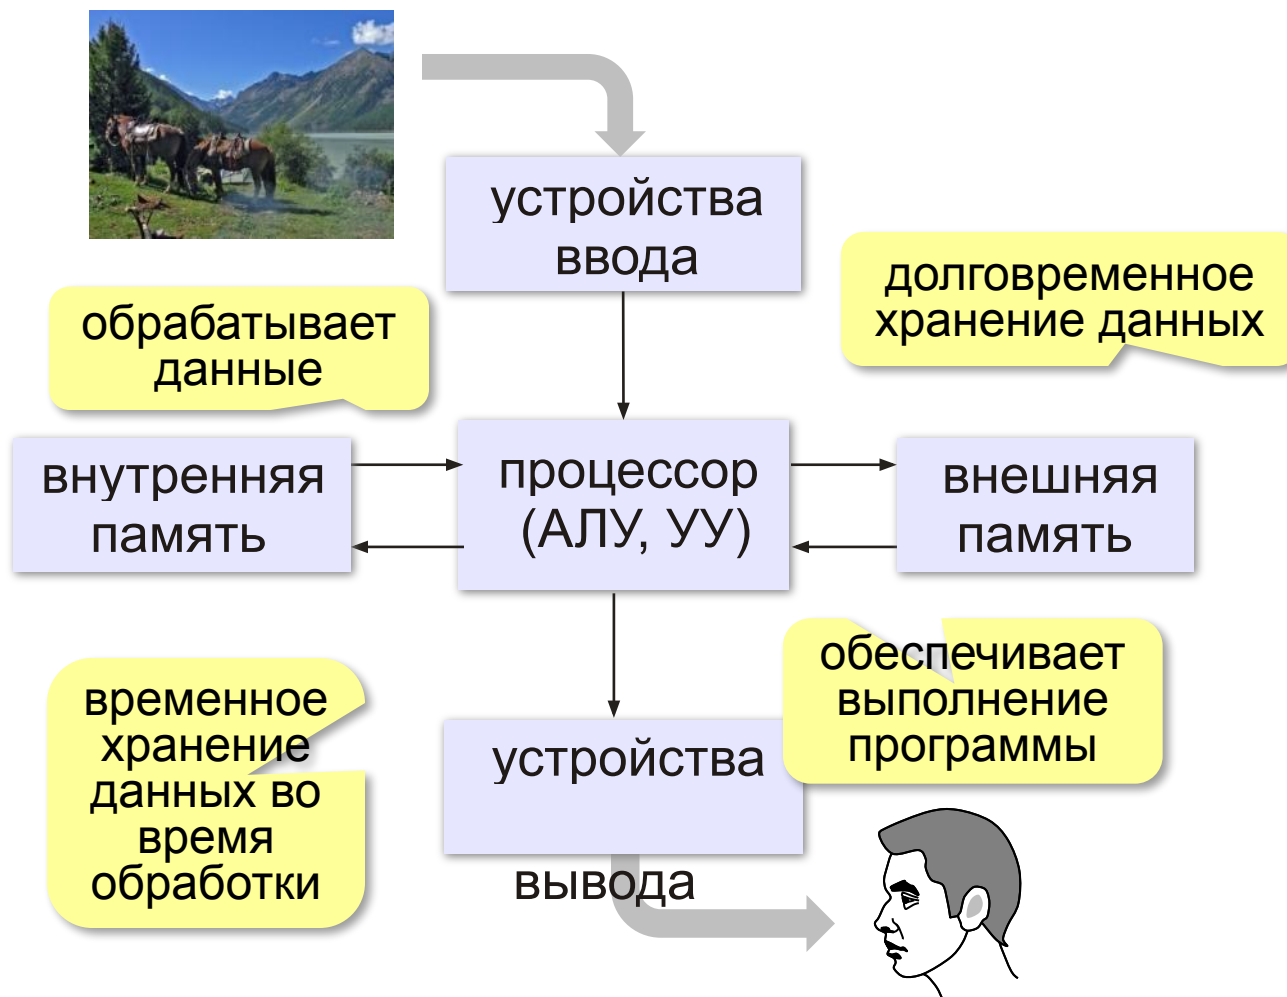 устройства
ввода
долговременное
хранение данных
обрабатывает
данные
внутренняя
память
процессор
(АЛУ, УУ)
внешняя
память
обеспечивает
выполнение
программы
временное
хранение
данных во
время
обработки
устройства
вывода